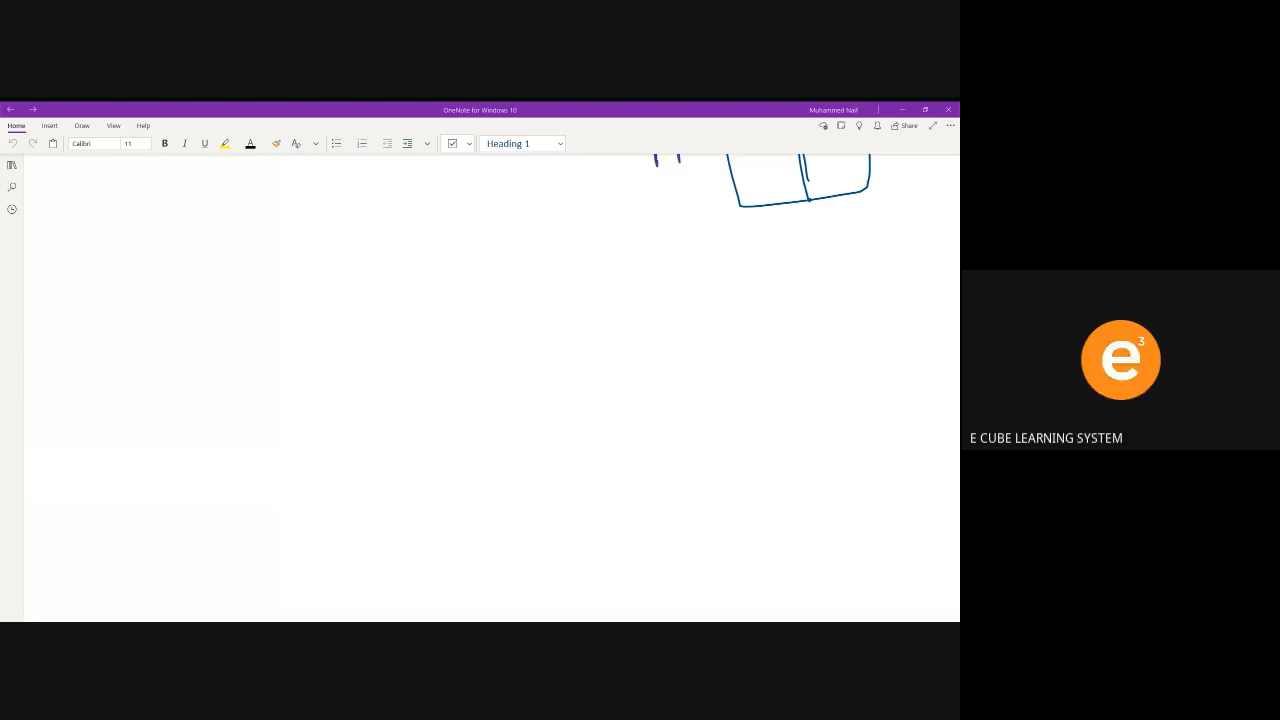 OneNote for Windows 10
Muhammed Naif
Home Insert Draw View Help
Share
Calibri 11 B I U A Heading 1
e3
E CUBE LEARNING SYSTEM